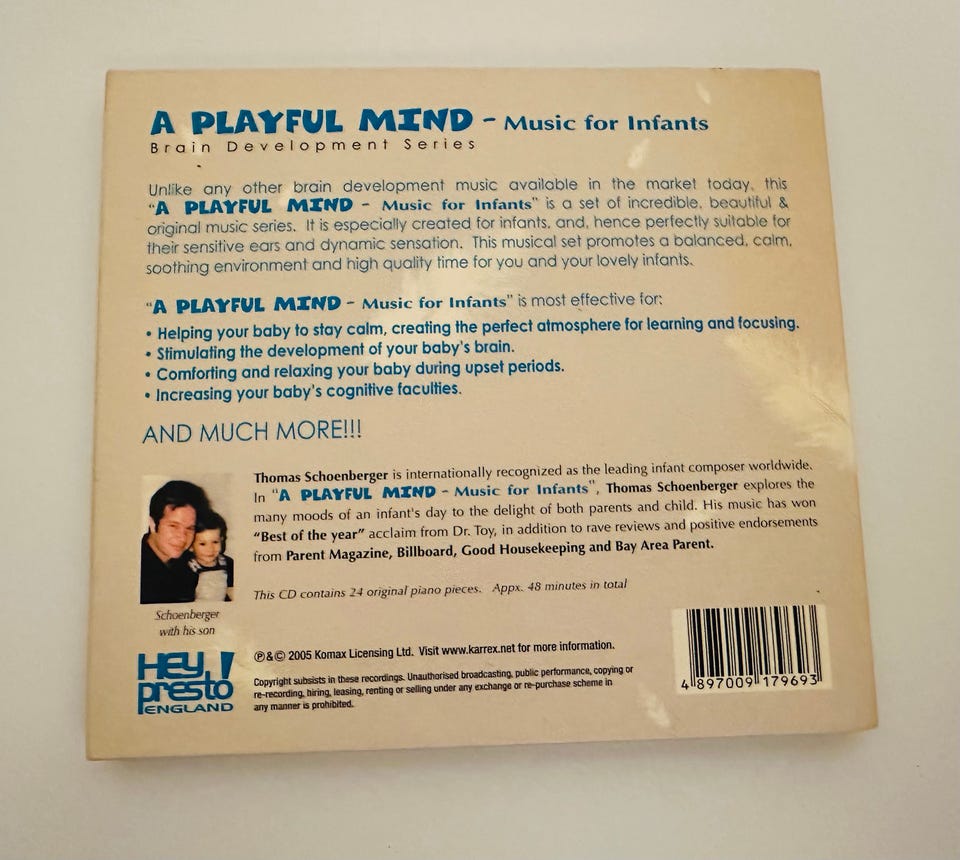 A PLAYFUL MIND - Music for Infants
Brain Development Series
Unlike any other brain development music available in the market today, this
"A PLAYFUL MIND - Music for Infants" is a set of incredible, beautiful &
original music series. It is especially created for infants, and, hence perfectly suitable for
their sensitive ears and dynamic sensation. This musical set promotes a balanced, calm,
soothing environment and high quality time for you and your lovely infants.
"A PLAYFUL MIND - Music for Infants" is most effective for:
• Helping your baby to stay calm, creating the perfect atmosphere for learning and focusing.
• Stimulating the development of your baby's brain.
• Comforting and relaxing your baby during upset periods.
• Increasing your baby's cognitive faculties.
AND MUCH MORE!!!
Thomas Schoenberger is internationally recognized as the leading infant composer worldwide.
In "A PLAYFUL MIND - Music for Infants", Thomas Schoenberger explores the
many moods of an infant's day to the delight of both parents and child. His music has won
"Best of the year" acclaim from Dr. Toy, in addition to rave reviews and positive endorsements
from Parent Magazine, Billboard, Good Housekeeping and Bay Area Parent.
This CD contains 24 original piano pieces. Appx. 48 minutes in total
Schoenberger
with his son
HEY
presto!
ENGLAND
℗&© 2005 Komax Licensing Ltd. Visit www.karrex.net for more information.
Copyright subsists in these recordings. Unauthorised broadcasting, public performance, copying or
re-recording, hiring, leasing, renting or selling under any exchange or re-purchase scheme in
any manner is prohibited.
4 897009 179693